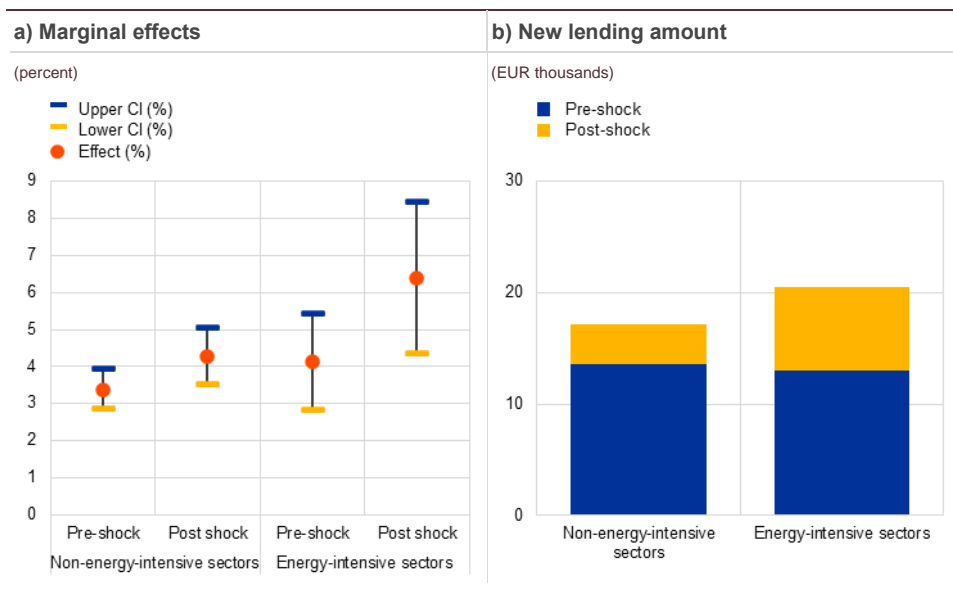 a) Marginal effects
(percent)
Upper CI (%)
Lower CI (%)
Effect (%)
9
8
7
6
5
4
3
2
1
0
Pre-shock Post shock Pre-shock Post shock
Non-energy-intensive sectors Energy-intensive sectors
b) New lending amount
(EUR thousands)
Pre-shock
Post-shock
30
20
10
0
Non-energy-intensive
sectors
Energy-intensive sectors